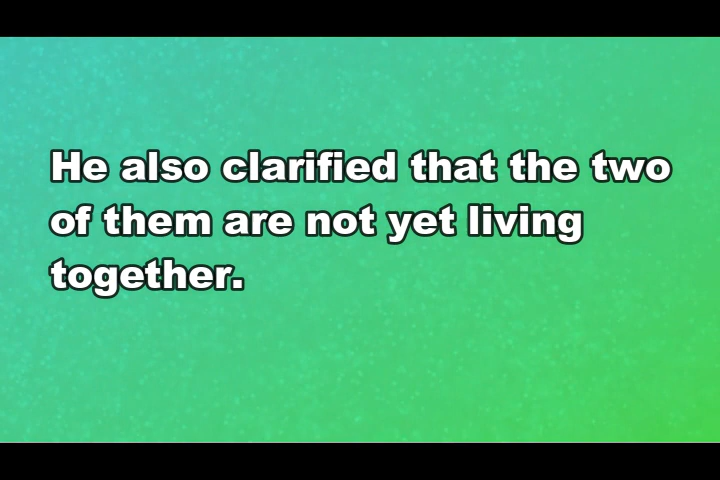 He also clarified that the two
of them are not yet living
together.